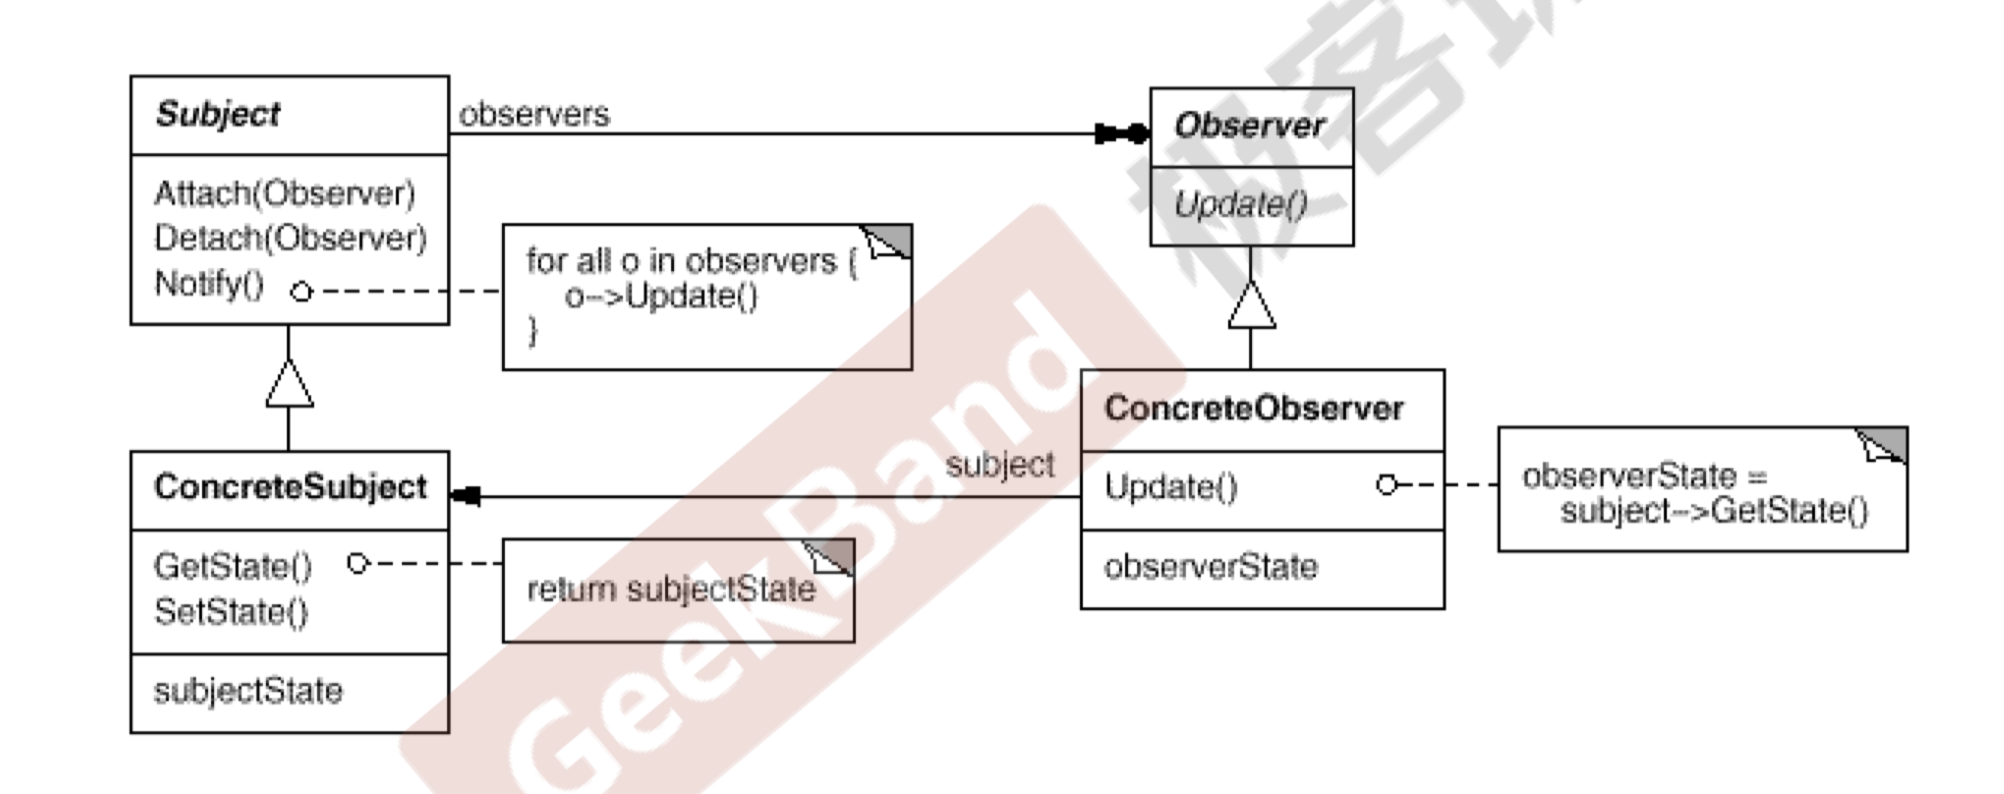 Subject
Attach(Observer)
Detach(Observer)
Notify()
observers
for all o in observers {
o-->Update()
}
Observer
Update()
ConcreteSubject
GetState()
SetState()
subjectState
return subjectState
subject
ConcreteObserver
Update()
observerState
observerState =
subject-->GetState()
GeekBand
极客